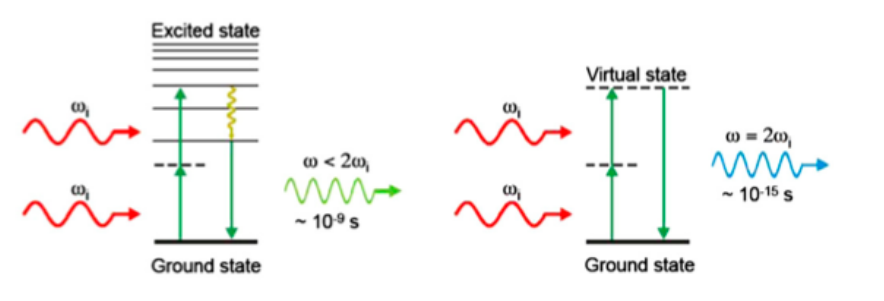 Excited state
ωi
ωi
ω < 2ωi
~ 10-9 s
Ground state
Virtual state
ωi
ωi
ω = 2ωi
~ 10-15 s
Ground state